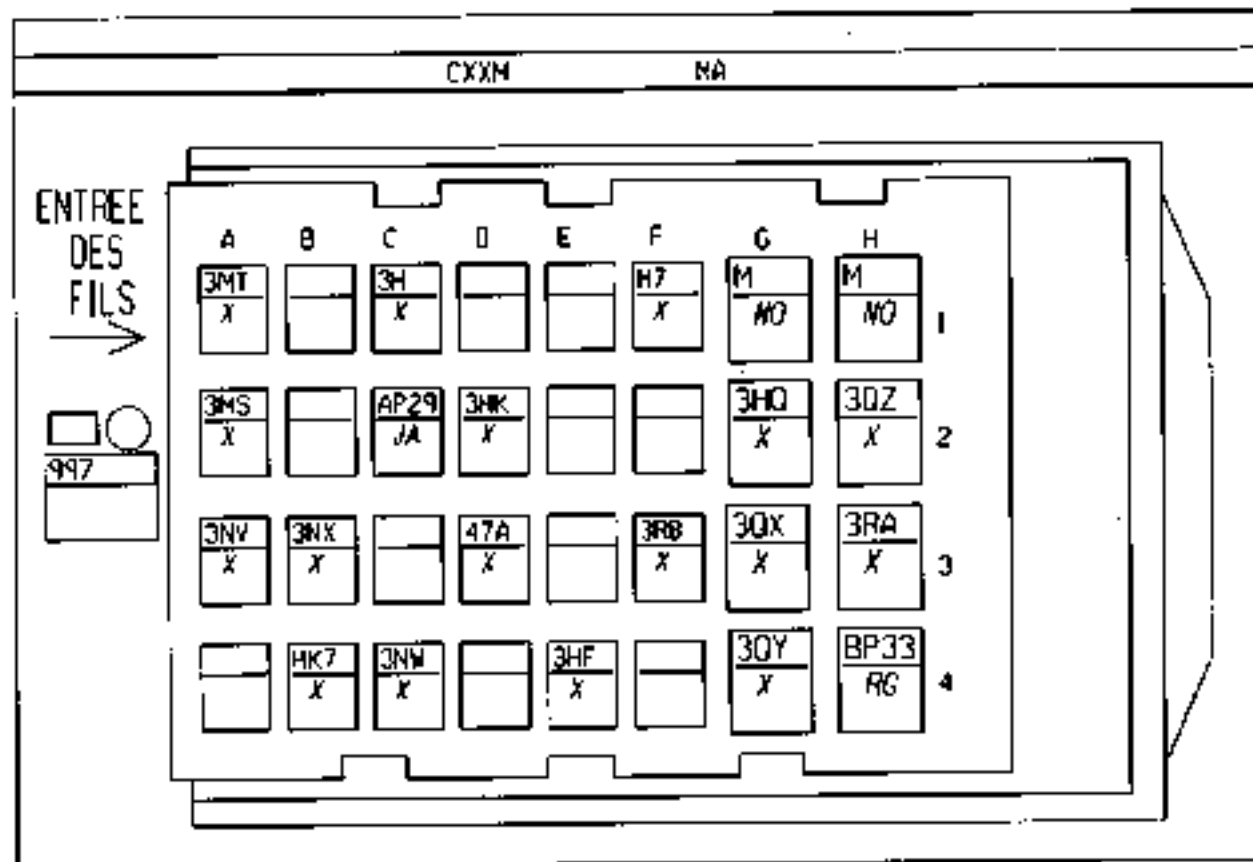 CXXM NA
ENTREE
DES
FILS
A B C D E F G H
3MT 3H H7 M M
X X X NO NO 1
3MS AP29 3HK 3HQ 3QZ
X JA X X X 2
997
3NV 3NX 47A 3RB 3QX 3RA
X X X X X X 3
HK7 3NW 3HF 3QY BP33
X X X X RG 4